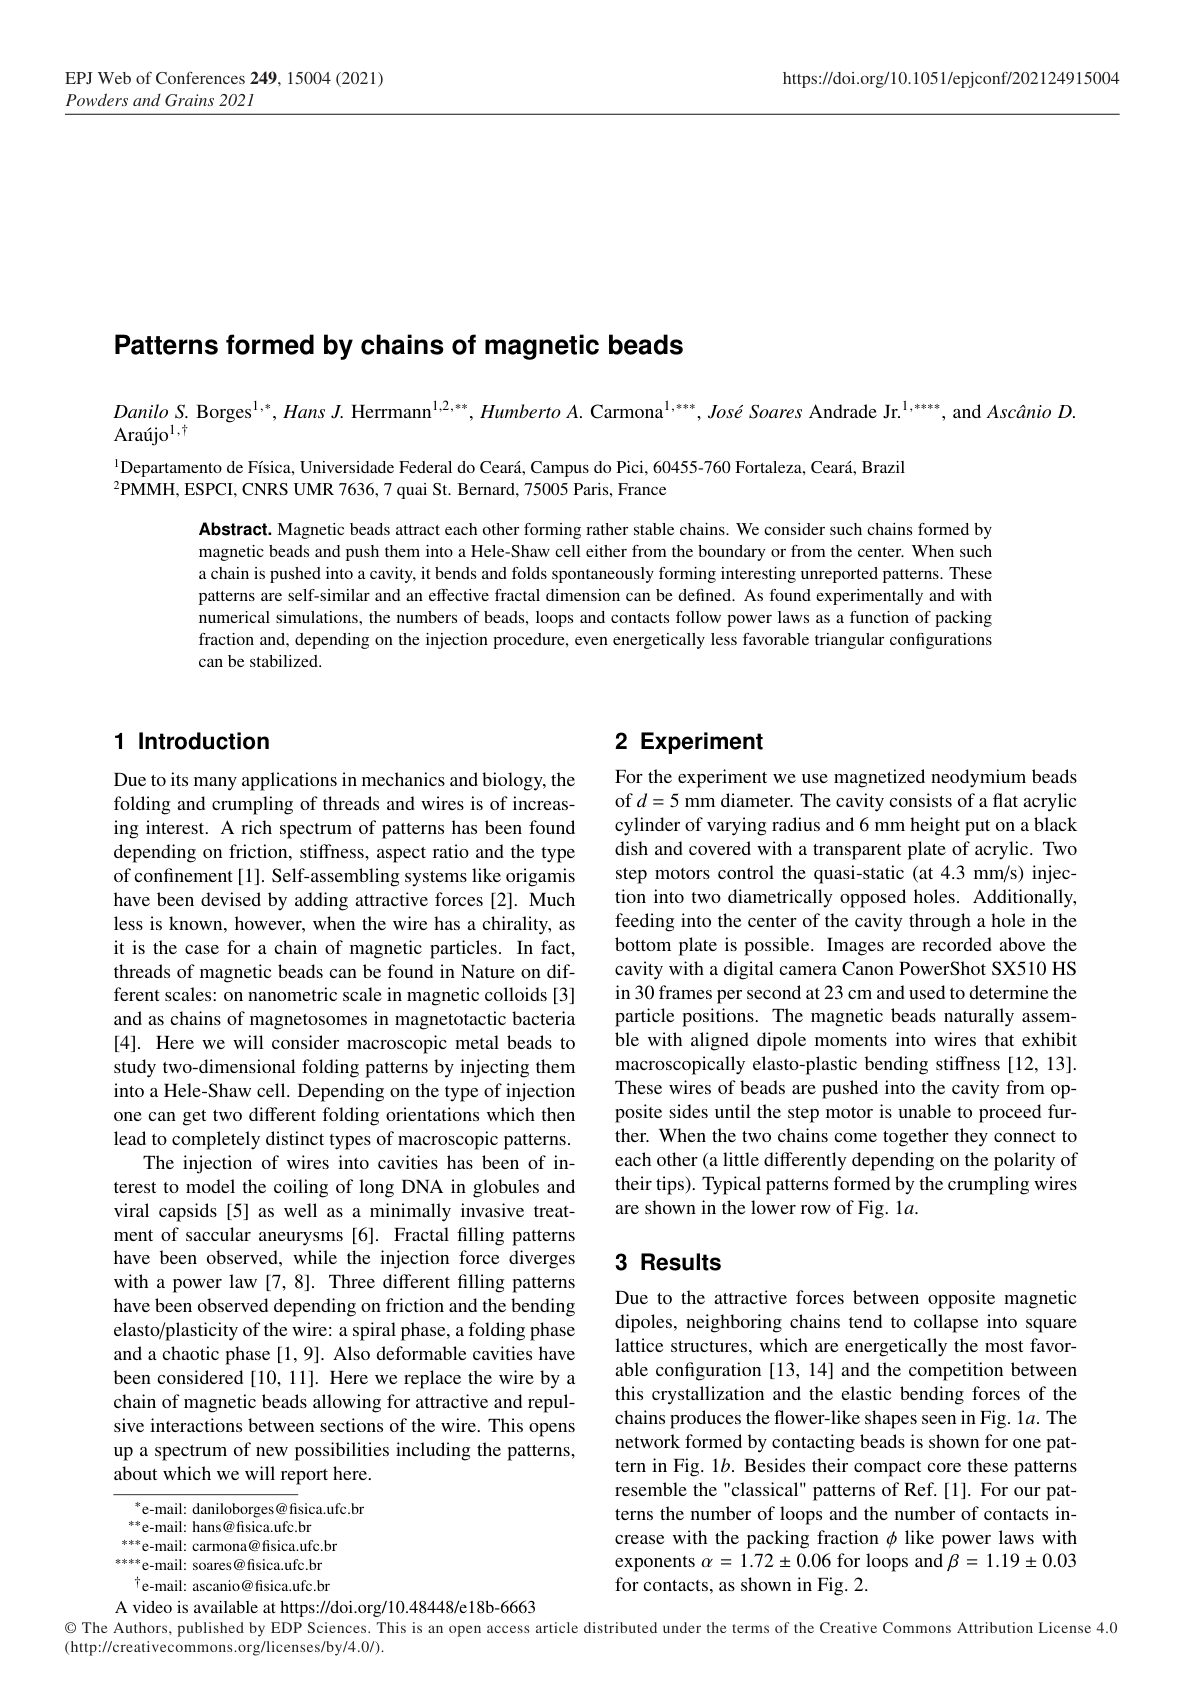 EPJ Web of Conferences 249, 15004 (2021)
https://doi.org/10.1051/epjconf/202124915004
Powders and Grains 2021
Patterns formed by chains of magnetic beads
Danilo S. Borges1,*, Hans J. Herrmann1,2,**, Humberto A. Carmona1,***, José Soares Andrade Jr.1,****, and Ascânio D.
Araújo1,†
1Departamento de Física, Universidade Federal do Ceará, Campus do Pici, 60455-760 Fortaleza, Ceará, Brazil
2PMMH, ESPCI, CNRS UMR 7636, 7 quai St. Bernard, 75005 Paris, France
Abstract. Magnetic beads attract each other forming rather stable chains. We consider such chains formed by
magnetic beads and push them into a Hele-Shaw cell either from the boundary or from the center. When such
a chain is pushed into a cavity, it bends and folds spontaneously forming interesting unreported patterns. These
patterns are self-similar and an effective fractal dimension can be defined. As found experimentally and with
numerical simulations, the numbers of beads, loops and contacts follow power laws as a function of packing
fraction and, depending on the injection procedure, even energetically less favorable triangular configurations
can be stabilized.
1 Introduction
Due to its many applications in mechanics and biology, the
folding and crumpling of threads and wires is of increas-
ing interest. A rich spectrum of patterns has been found
depending on friction, stiffness, aspect ratio and the type
of confinement [1]. Self-assembling systems like origamis
have been devised by adding attractive forces [2]. Much
less is known, however, when the wire has a chirality, as
it is the case for a chain of magnetic particles. In fact,
threads of magnetic beads can be found in Nature on dif-
ferent scales: on nanometric scale in magnetic colloids [3]
and as chains of magnetosomes in magnetotactic bacteria
[4]. Here we will consider macroscopic metal beads to
study two-dimensional folding patterns by injecting them
into a Hele-Shaw cell. Depending on the type of injection
one can get two different folding orientations which then
lead to completely distinct types of macroscopic patterns.
The injection of wires into cavities has been of in-
terest to model the coiling of long DNA in globules and
viral capsids [5] as well as a minimally invasive treat-
ment of saccular aneurysms [6]. Fractal filling patterns
have been observed, while the injection force diverges
with a power law [7, 8]. Three different filling patterns
have been observed depending on friction and the bending
elasto/plasticity of the wire: a spiral phase, a folding phase
and a chaotic phase [1, 9]. Also deformable cavities have
been considered [10, 11]. Here we replace the wire by a
chain of magnetic beads allowing for attractive and repul-
sive interactions between sections of the wire. This opens
up a spectrum of new possibilities including the patterns,
about which we will report here.
*e-mail: daniloborges@fisica.ufc.br
**e-mail: hans@fisica.ufc.br
***e-mail: carmona@fisica.ufc.br
****e-mail: soares@fisica.ufc.br
†e-mail: ascanio@fisica.ufc.br
A video is available at https://doi.org/10.48448/e18b-6663
2 Experiment
For the experiment we use magnetized neodymium beads
of d = 5 mm diameter. The cavity consists of a flat acrylic
cylinder of varying radius and 6 mm height put on a black
dish and covered with a transparent plate of acrylic. Two
step motors control the quasi-static (at 4.3 mm/s) injec-
tion into two diametrically opposed holes. Additionally,
feeding into the center of the cavity through a hole in the
bottom plate is possible. Images are recorded above the
cavity with a digital camera Canon PowerShot SX510 HS
in 30 frames per second at 23 cm and used to determine the
particle positions. The magnetic beads naturally assem-
ble with aligned dipole moments into wires that exhibit
macroscopically elasto-plastic bending stiffness [12, 13].
These wires of beads are pushed into the cavity from op-
posite sides until the step motor is unable to proceed fur-
ther. When the two chains come together they connect to
each other (a little differently depending on the polarity of
their tips). Typical patterns formed by the crumpling wires
are shown in the lower row of Fig. 1a.
3 Results
Due to the attractive forces between opposite magnetic
dipoles, neighboring chains tend to collapse into square
lattice structures, which are energetically the most favor-
able configuration [13, 14] and the competition between
this crystallization and the elastic bending forces of the
chains produces the flower-like shapes seen in Fig. 1a. The
network formed by contacting beads is shown for one pat-
tern in Fig. 1b. Besides their compact core these patterns
resemble the "classical" patterns of Ref. [1]. For our pat-
terns the number of loops and the number of contacts in-
crease with the packing fraction ϕ like power laws with
exponents α = 1.72 ± 0.06 for loops and β = 1.19 ± 0.03
for contacts, as shown in Fig. 2.
© The Authors, published by EDP Sciences. This is an open access article distributed under the terms of the Creative Commons Attribution License 4.0
(http://creativecommons.org/licenses/by/4.0/).